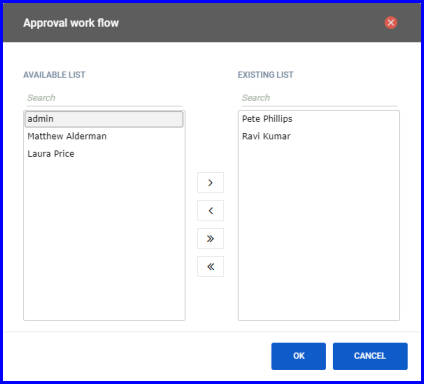 Approval work flow
AVAILABLE LIST
Search
admin
Matthew Alderman
Laura Price
>
<
»
«
EXISTING LIST
Search
Pete Phillips
Ravi Kumar
OK
CANCEL